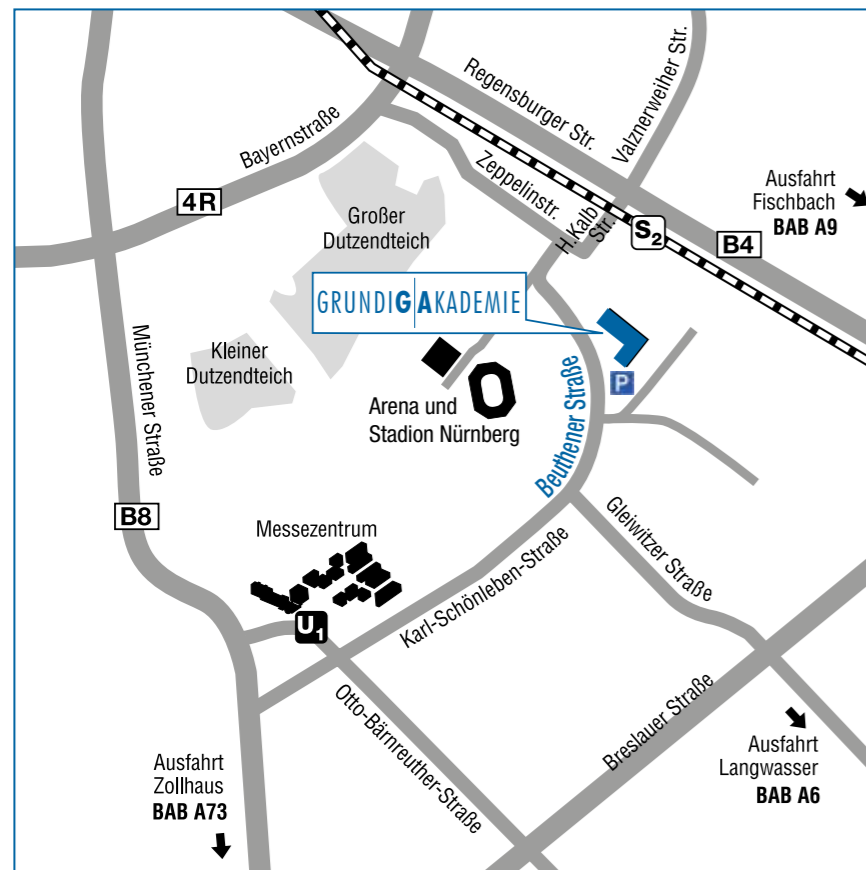 Regensburger Str.
Valznerweiher Str.
Bayernstraße
Zeppelinstr.
Ausfahrt
Fischbach
BAB A9
4R
Großer
Dutzendteich
H.Kalb
Str.
S2
B4
GRUNDIG AKADEMIE
Münchener Straße
Kleiner
Dutzendteich
P
Arena und
Stadion Nürnberg
Beuthener Straße
B8
Messezentrum
Gleiwitzer Straße
Karl-Schönleben-Straße
U1
Otto-Bärnreuther-Straße
Breslauer Straße
Ausfahrt
Zollhaus
BAB A73
Ausfahrt
Langwasser
BAB A6